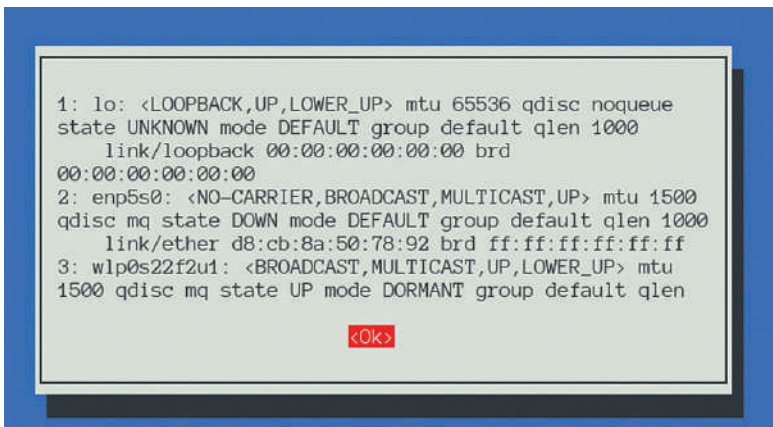 1: lo: <LOOPBACK,UP,LOWER_UP> mtu 65536 qdisc noqueue
state UNKNOWN mode DEFAULT group default qlen 1000
link/loopback 00:00:00:00:00:00 brd
00:00:00:00:00:00
2: enp5s0: <NO-CARRIER,BROADCAST,MULTICAST,UP> mtu 1500
qdisc mq state DOWN mode DEFAULT group default qlen 1000
link/ether d8:cb:8a:50:78:92 brd ff:ff:ff:ff:ff:ff
3: wlp0s22f2u1: <BROADCAST,MULTICAST,UP,LOWER_UP> mtu
1500 qdisc mq state UP mode DORMANT group default qlen
<Ok>